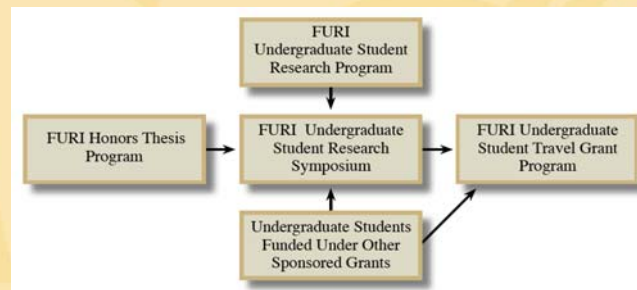 FURI
Undergraduate Student
Research Program
FURI Honors Thesis
Program
FURI Undergraduate
Student Research
Symposium
FURI Undergraduate
Student Travel Grant
Program
Undergraduate Students
Funded Under Other
Sponsored Grants